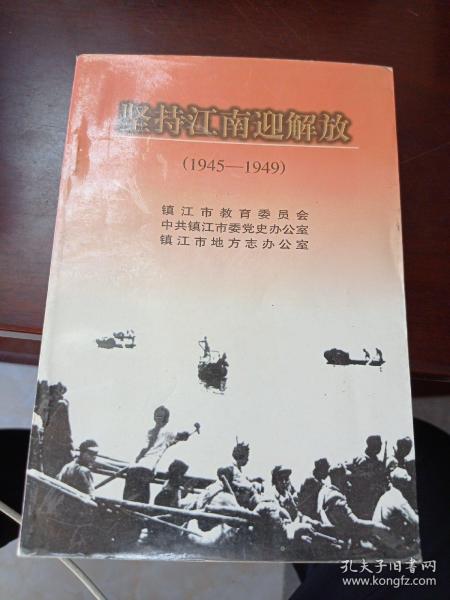 坚持江南迎解放
(1945—1949)
镇江市教育委员会
中共镇江市委党史办公室
镇江市地方志办公室
孔夫子旧书网
www.kongfz.com